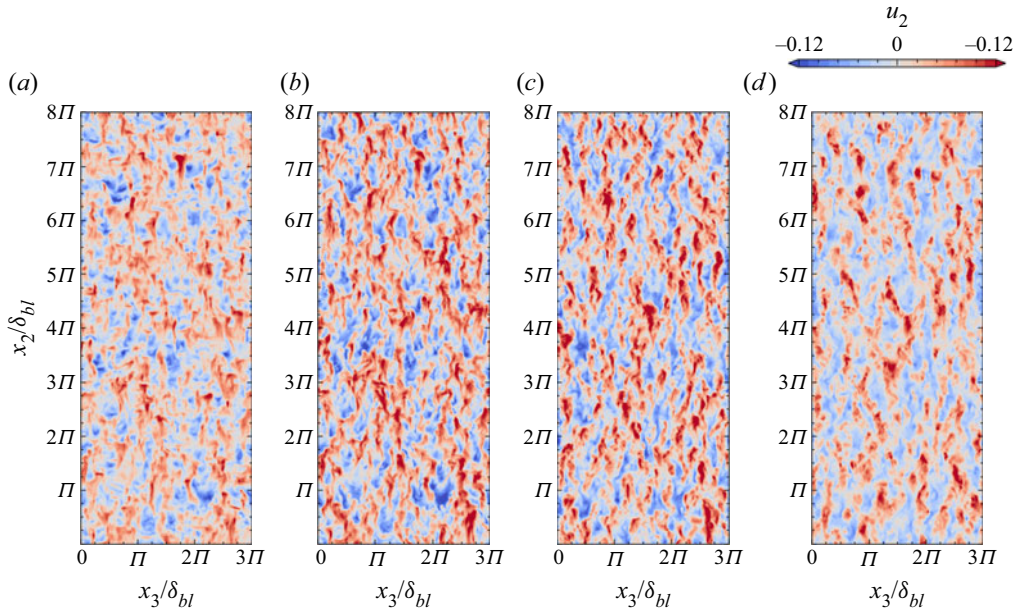 u2
–0.12 0 –0.12
(a) (b) (c) (d)
8Π 8Π 8Π 8Π
7Π 7Π 7Π 7Π
6Π 6Π 6Π 6Π
5Π 5Π 5Π 5Π
x2/δbl
4Π 4Π 4Π 4Π
3Π 3Π 3Π 3Π
2Π 2Π 2Π 2Π
Π Π Π Π
0 Π 2Π 3Π 0 Π 2Π 3Π 0 Π 2Π 3Π 0 Π 2Π 3Π
x3/δbl x3/δbl x3/δbl x3/δbl